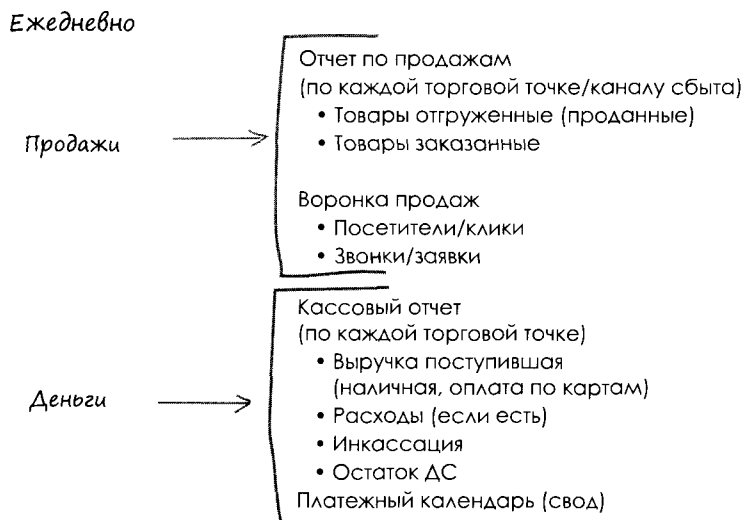 Ежедневно
Отчет по продажам
(по каждой торговой точке/каналу сбыта)
• Товары отгруженные (проданные)
Продажи
• Товары заказанные
Воронка продаж
• Посетители/клики
• Звонки/заявки
Кассовый отчет
(по каждой торговой точке)
• Выручка поступившая
(наличная, оплата по картам)
Деньги
• Расходы (если есть)
• Инкассация
• Остаток ДС
Платежный календарь (свод)